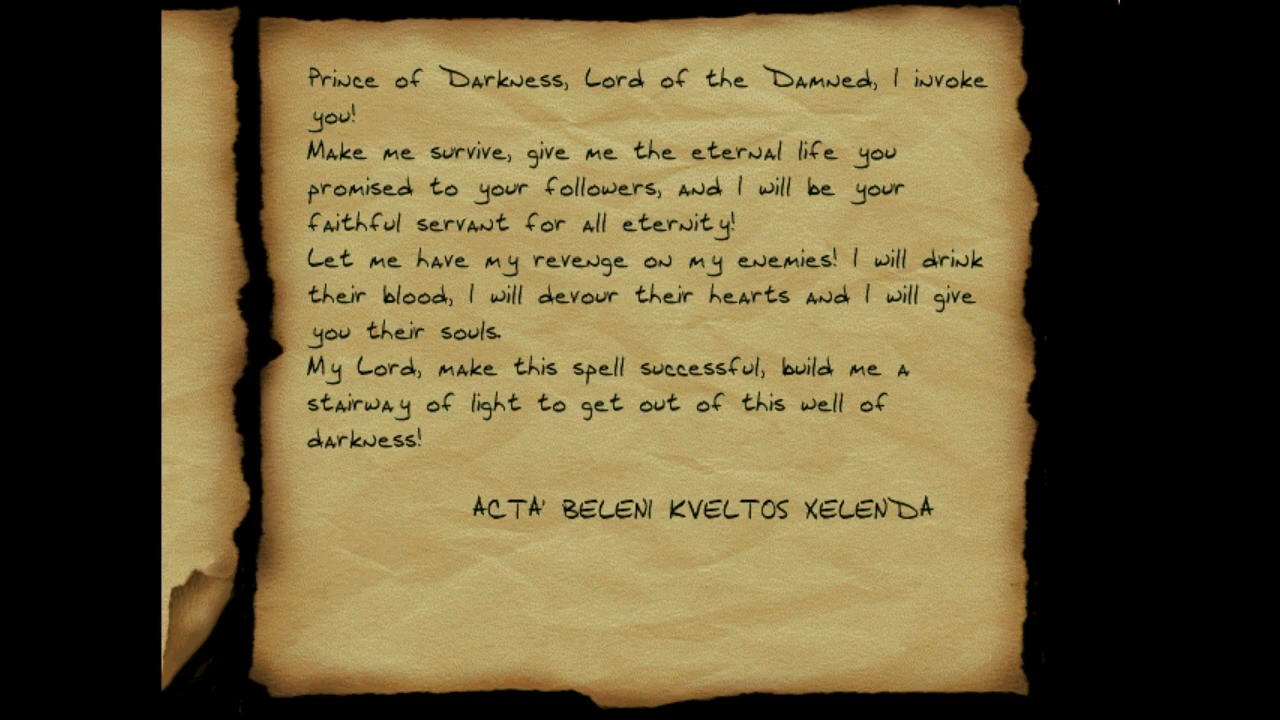 Prince of Darkness, Lord of the Damned, I invoke
you!
Make me survive, give me the eternal life you
promised to your followers, and I will be your
faithful servant for all eternity!
Let me have my revenge on my enemies! I will drink
their blood, I will devour their hearts and I will give
you their souls.
My Lord, make this spell successful, build me a
stairway of light to get out of this well of
darkness!
ACTA' BELENI KVELTOS XELENDA